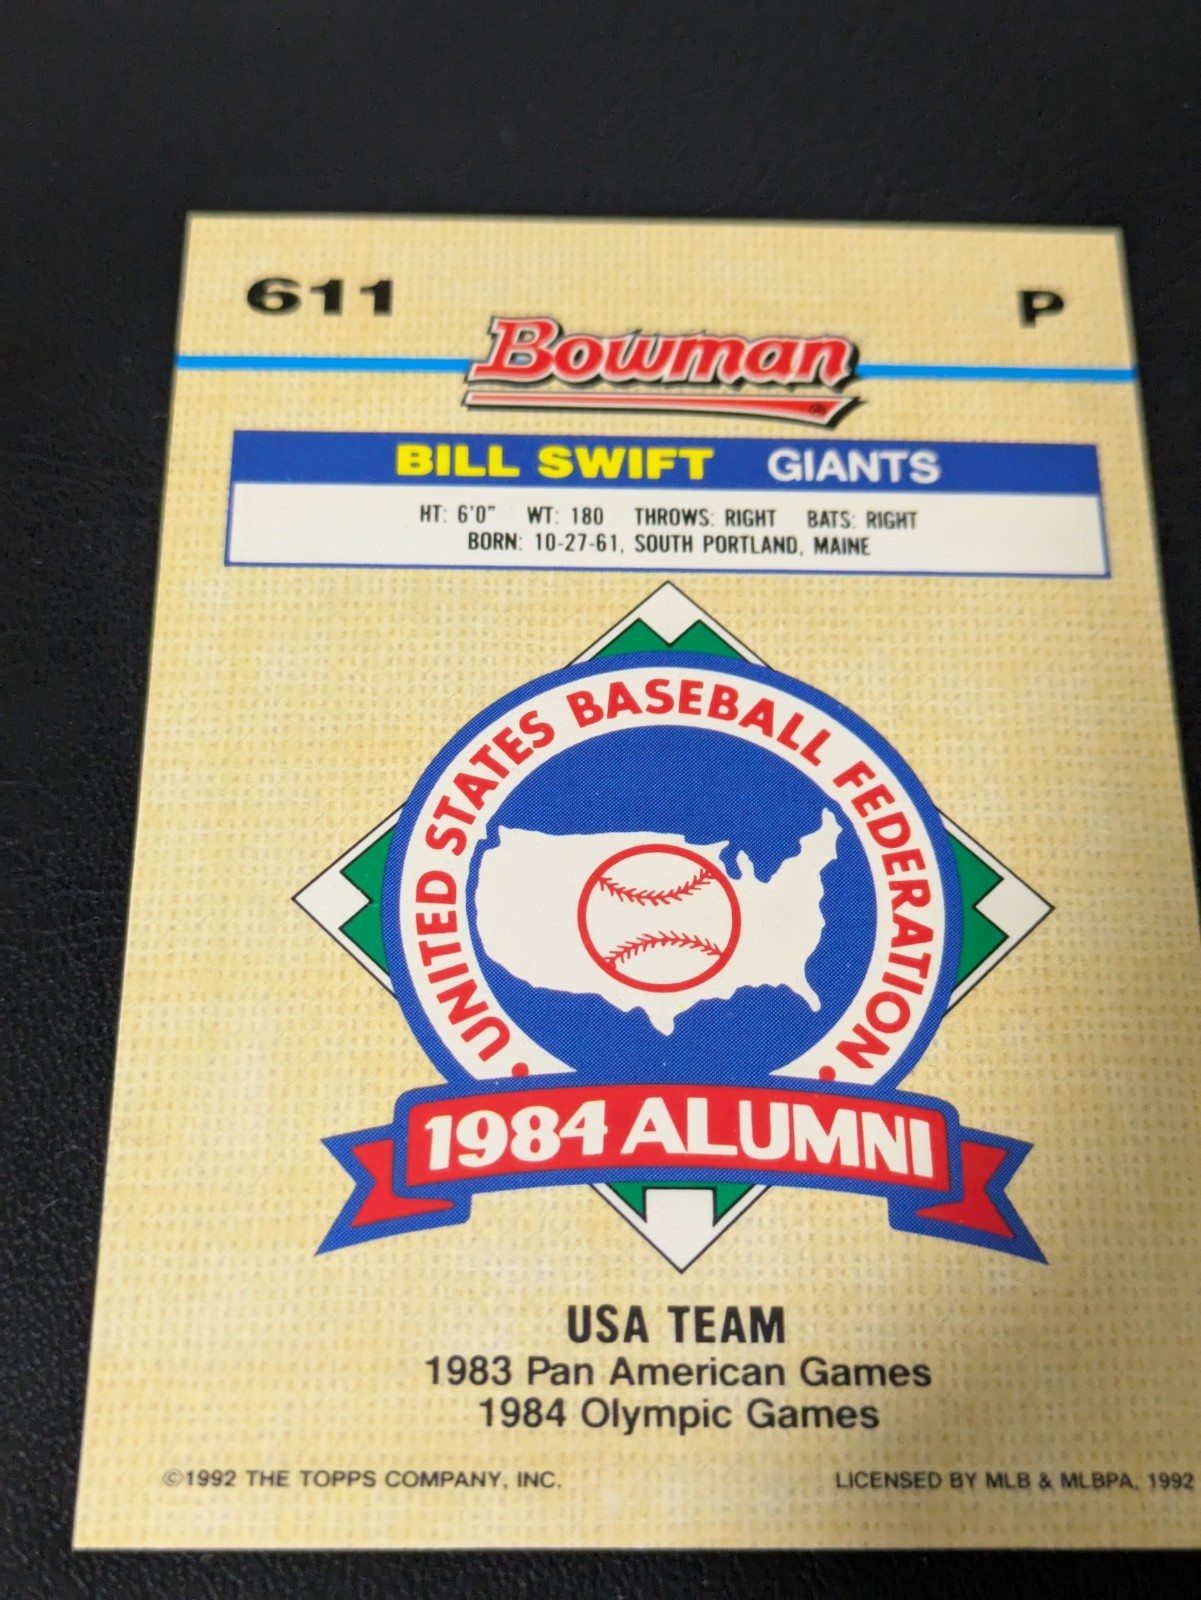 611 P
Bowman®
BILL SWIFT GIANTS
HT: 6'0" WT: 180 THROWS: RIGHT BATS: RIGHT
BORN: 10-27-61, SOUTH PORTLAND, MAINE
• UNITED STATES BASEBALL FEDERATION •
1984 ALUMNI
USA TEAM
1983 Pan American Games
1984 Olympic Games
©1992 THE TOPPS COMPANY, INC. LICENSED BY MLB & MLBPA, 1992